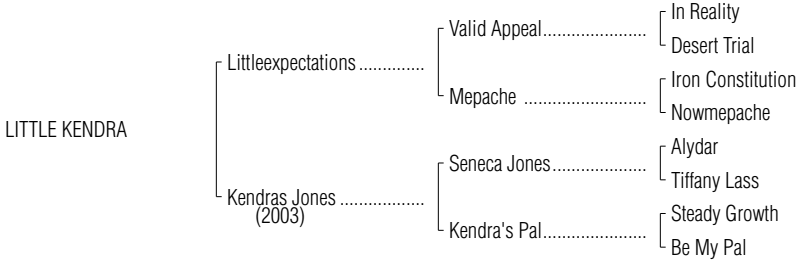 In Reality
Valid Appeal......................
Desert Trial
Littleexpectations ..............
Iron Constitution
Mepache ..........................
Nowmepache
LITTLE KENDRA
Alydar
Seneca Jones....................
Tiffany Lass
Kendras Jones ..................
(2003)
Steady Growth
Kendra's Pal......................
Be My Pal